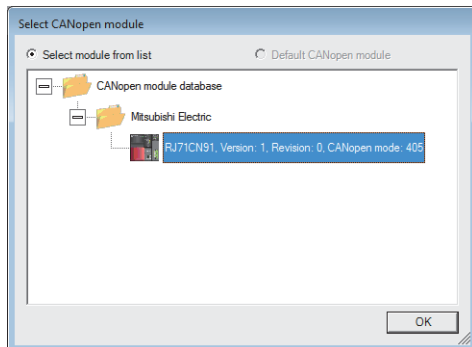 Select CANopen module
Select module from list
Default CANopen module
CANopen module database
Mitsubishi Electric
RJ71CN91, Version: 1, Revision: 0, CANopen mode: 405
OK